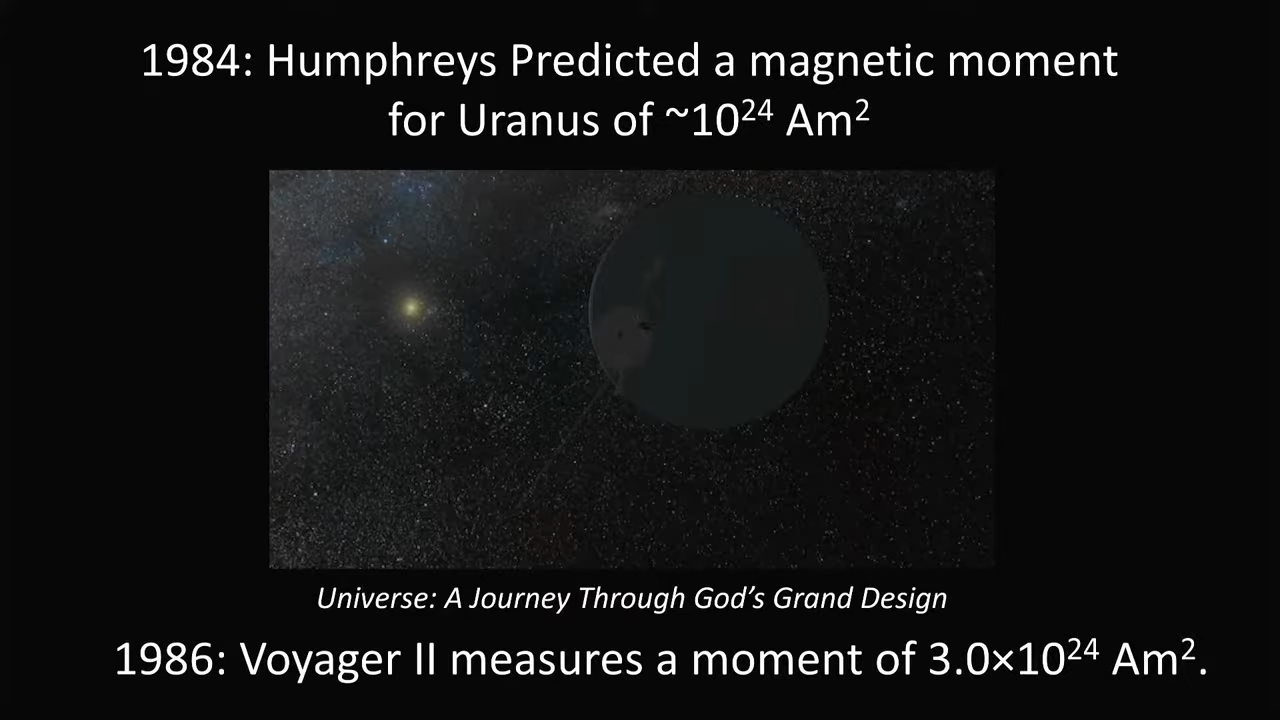 1984: Humphreys Predicted a magnetic moment
for Uranus of ~10²⁴ Am²
Universe: A Journey Through God’s Grand Design
1986: Voyager II measures a moment of 3.0×10²⁴ Am².